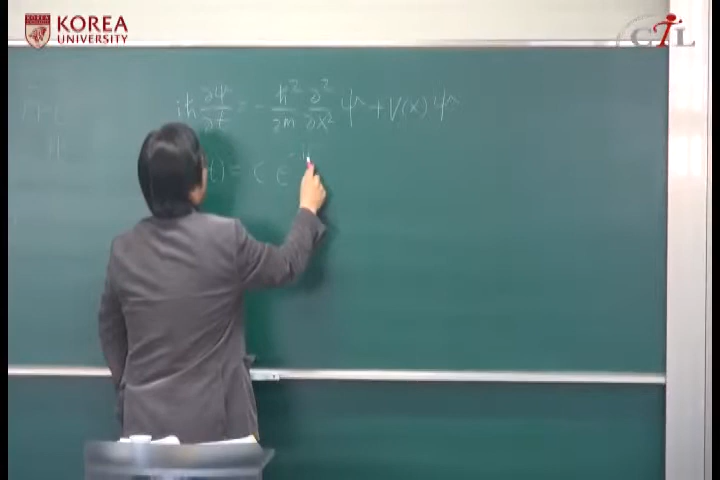 KOREA
UNIVERSITY
CTL
iħ ∂Ψ/∂t = - ħ²/2m ∂²/∂x² Ψ + V(x) Ψ
t) = C e^-i